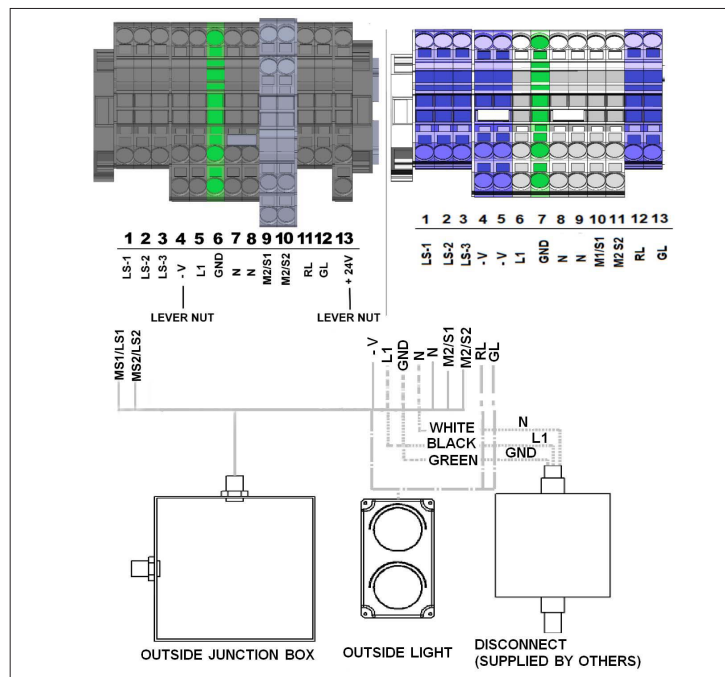 1 2 3 4 5 6 7 8 9 10 11 12 13
LS-1 LS-2 LS-3 - V L1 GND N N M2/S1 M2/S2 RL GL + 24V
LEVER NUT LEVER NUT
1 2 3 4 5 6 7 8 9 10 11 12 13
LS-1 LS-2 LS-3 - V - V L1 GND N N M1/S1 M2 S2 RL GL
MS1/LS1 MS2/LS2
- V L1 GND N N M2/S1 M2/S2 RL GL
WHITE N
BLACK L1
GREEN GND
OUTSIDE JUNCTION BOX
OUTSIDE LIGHT
DISCONNECT
(SUPPLIED BY OTHERS)